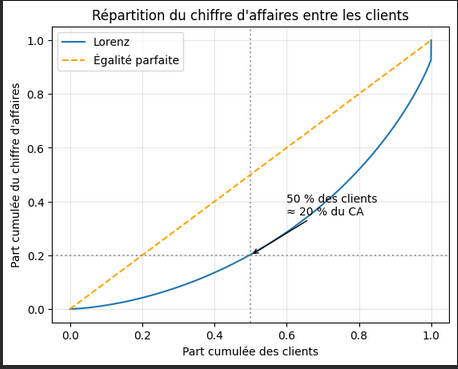 Répartition du chiffre d'affaires entre les clients
Lorenz
Égalité parfaite
Part cumulée du chiffre d'affaires
1.0
0.8
0.6
0.4
0.2
0.0
50 % des clients
≈ 20 % du CA
0.0 0.2 0.4 0.6 0.8 1.0
Part cumulée des clients